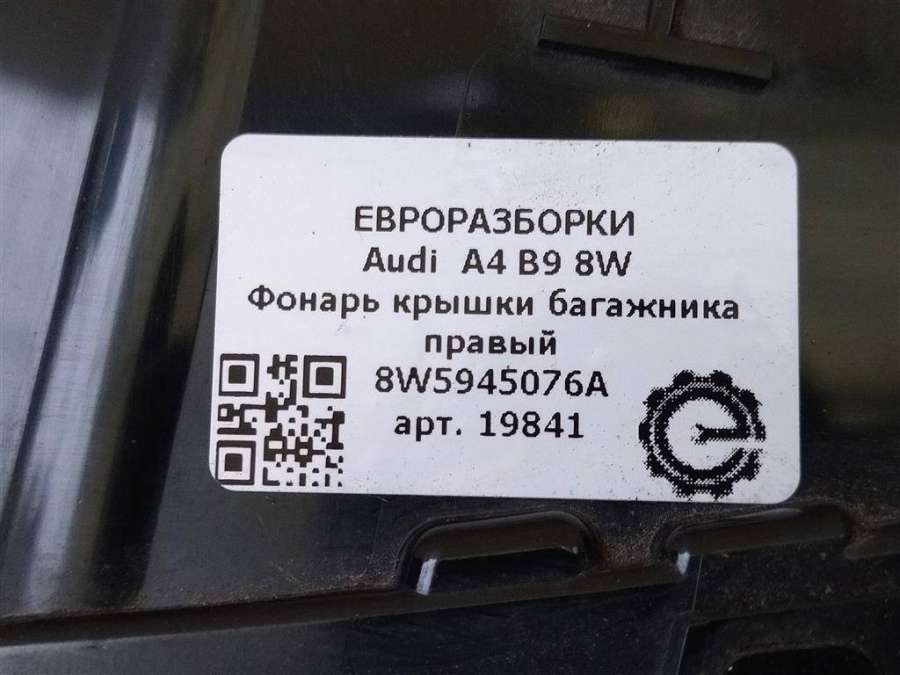 ЕВРОРАЗБОРКИ
Audi A4 B9 8W
Фонарь крышки багажника
правый
8W5945076A
арт. 19841